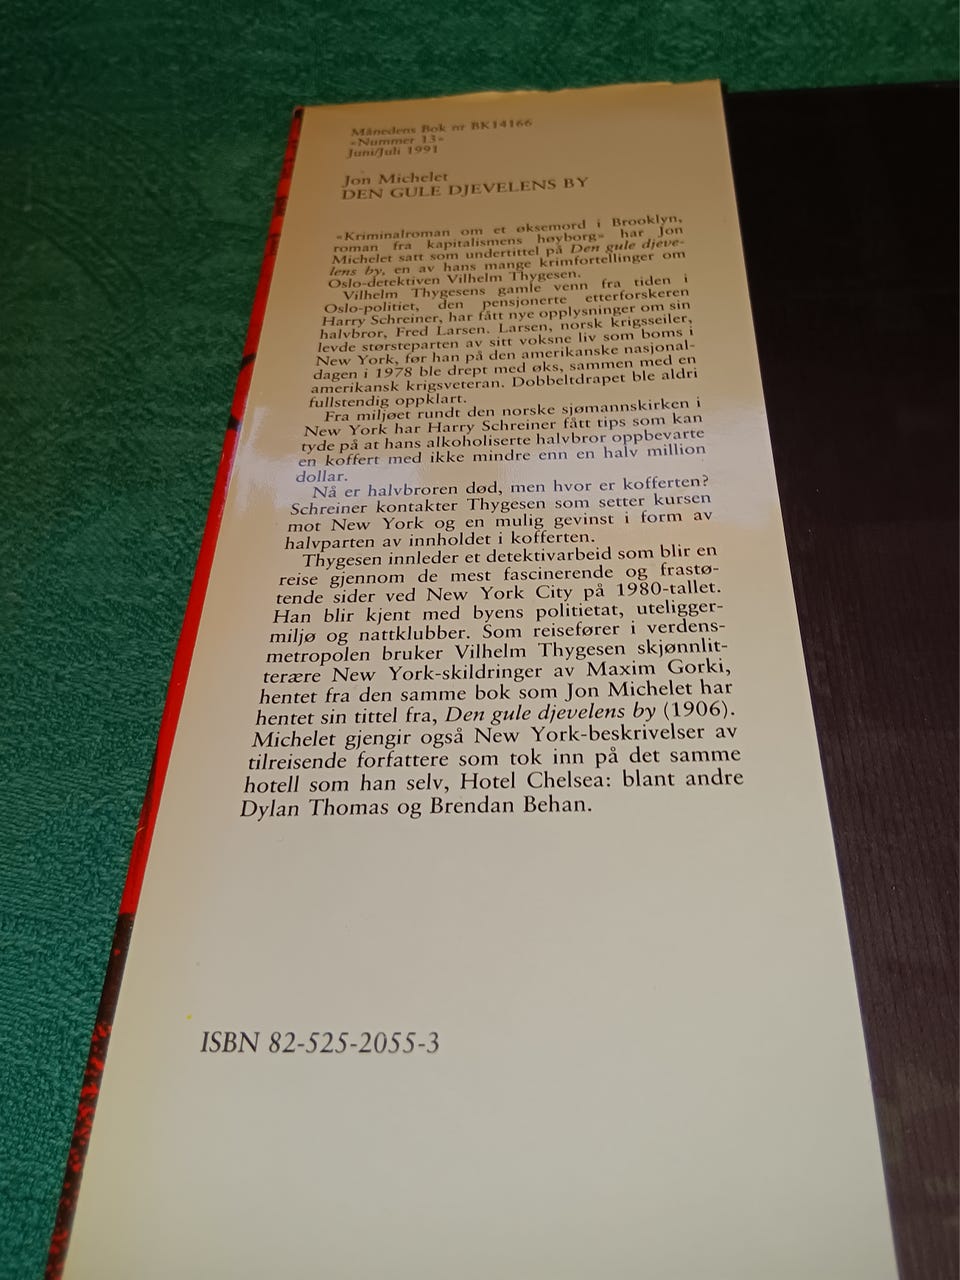 Månedens Bok nr BK14166
«Nummer 13»
Juni/Juli 1991
Jon Michelet
DEN GULE DJEVELENS BY
«Kriminalroman om et øksemord i Brooklyn,
roman fra kapitalismens høyborg» har Jon
Michelet satt som undertittel på Den gule djeve-
lens by, en av hans mange krimfortellinger om
Oslo-detektiven Vilhelm Thygesen.
Vilhelm Thygesens gamle venn fra tiden i
Oslo-politiet, den pensjonerte etterforskeren
Harry Schreiner, har fått nye opplysninger om sin
halvbror, Fred Larsen. Larsen, norsk krigsseiler,
levde størsteparten av sitt voksne liv som boms i
New York, før han på den amerikanske nasjonal-
dagen i 1978 ble drept med øks, sammen med en
amerikansk krigsveteran. Dobbeltdrapet ble aldri
fullstendig oppklart.
Fra miljøet rundt den norske sjømannskirken i
New York har Harry Schreiner fått tips som kan
tyde på at hans alkoholiserte halvbror oppbevarte
en koffert med ikke mindre enn en halv million
dollar.
Nå er halvbroren død, men hvor er kofferten?
Schreiner kontakter Thygesen som setter kursen
mot New York og en mulig gevinst i form av
halvparten av innholdet i kofferten.
Thygesen innleder et detektivarbeid som blir en
reise gjennom de mest fascinerende og frastø-
tende sider ved New York City på 1980-tallet.
Han blir kjent med byens politietat, uteligger-
miljø og nattklubber. Som reisefører i verdens-
metropolen bruker Vilhelm Thygesen skjønnlit-
terære New York-skildringer av Maxim Gorki,
hentet fra den samme bok som Jon Michelet har
hentet sin tittel fra, Den gule djevelens by (1906).
Michelet gjengir også New York-beskrivelser av
tilreisende forfattere som tok inn på det samme
hotell som han selv, Hotel Chelsea: blant andre
Dylan Thomas og Brendan Behan.
ISBN 82-525-2055-3